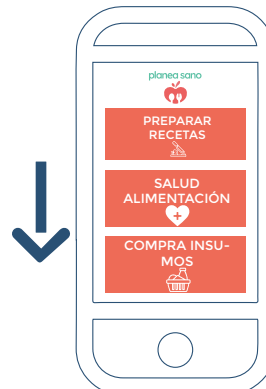 planea sano
PREPARAR
RECETAS
SALUD
ALIMENTACIÓN
COMPRA INSU-
MOS